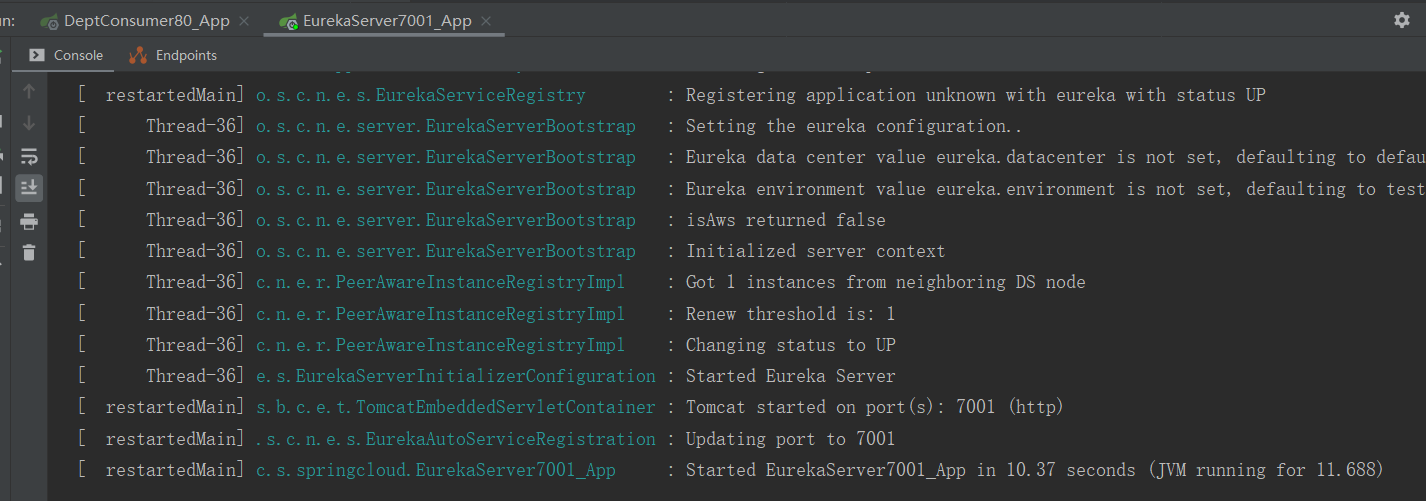 un: DeptConsumer80_App × EurekaServer7001_App ×
Console Endpoints
[  restartedMain] o.s.c.n.e.s.EurekaServiceRegistry : Registering application unknown with eureka with status UP
[ Thread-36] o.s.c.n.e.server.EurekaServerBootstrap : Setting the eureka configuration..
[ Thread-36] o.s.c.n.e.server.EurekaServerBootstrap : Eureka data center value eureka.datacenter is not set, defaulting to defau
[ Thread-36] o.s.c.n.e.server.EurekaServerBootstrap : Eureka environment value eureka.environment is not set, defaulting to test
[ Thread-36] o.s.c.n.e.server.EurekaServerBootstrap : isAws returned false
[ Thread-36] o.s.c.n.e.server.EurekaServerBootstrap : Initialized server context
[ Thread-36] c.n.e.r.PeerAwareInstanceRegistryImpl : Got 1 instances from neighboring DS node
[ Thread-36] c.n.e.r.PeerAwareInstanceRegistryImpl : Renew threshold is: 1
[ Thread-36] c.n.e.r.PeerAwareInstanceRegistryImpl : Changing status to UP
[ Thread-36] e.s.EurekaServerInitializerConfiguration : Started Eureka Server
[ restartedMain] s.b.c.e.t.TomcatEmbeddedServletContainer : Tomcat started on port(s): 7001 (http)
[ restartedMain] .s.c.n.e.s.EurekaAutoServiceRegistration : Updating port to 7001
[ restartedMain] c.s.springcloud.EurekaServer7001_App : Started EurekaServer7001_App in 10.37 seconds (JVM running for 11.688)